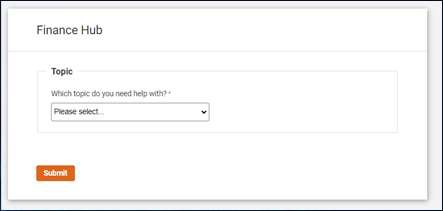 Finance Hub
Topic
Which topic do you need help with? *
Please select...
Submit